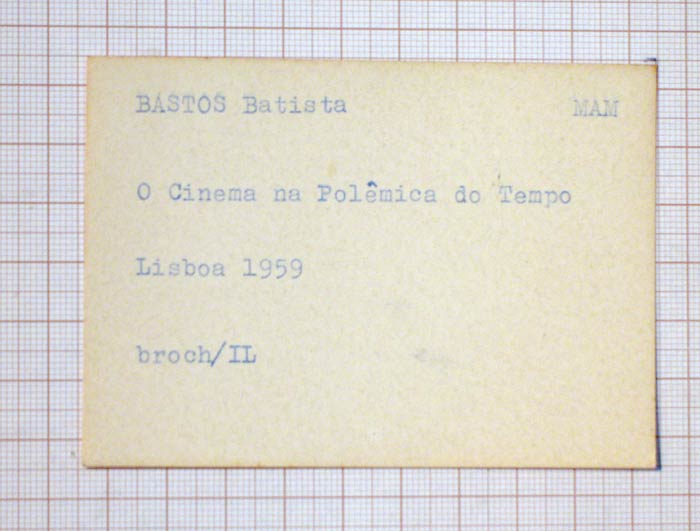 BASTOS Batista MAM
O Cinema na Polêmica do Tempo
Lisboa 1959
broch/IL